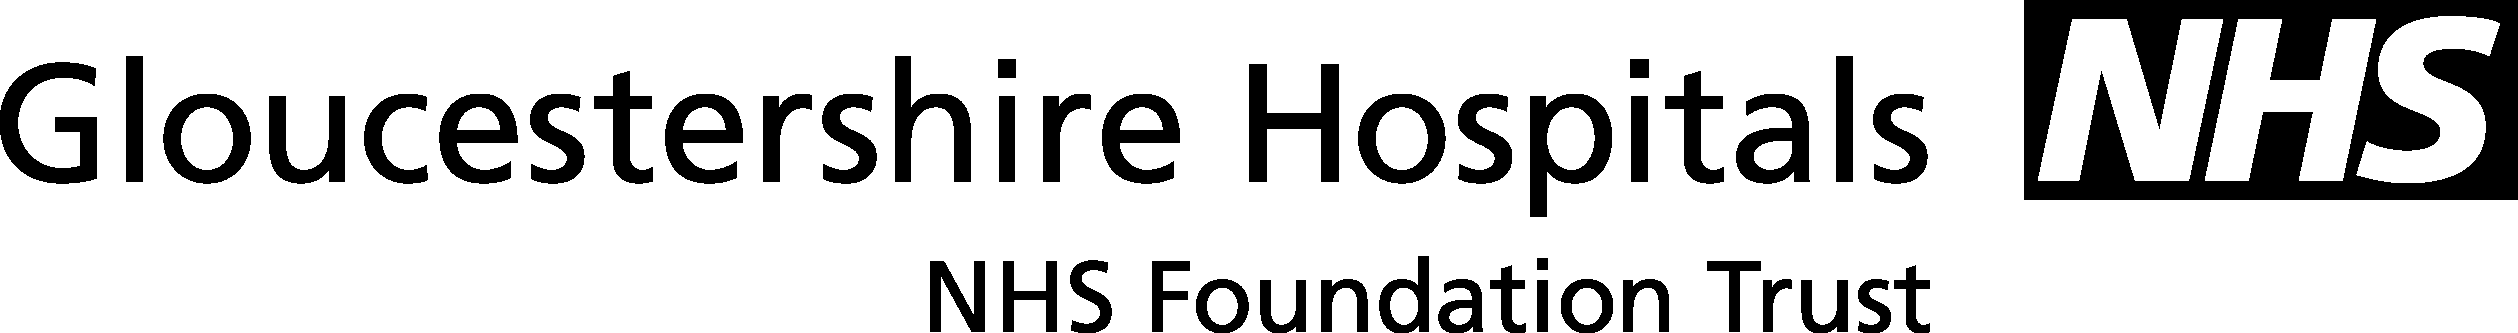 Gloucestershire Hospitals NHS
NHS Foundation Trust